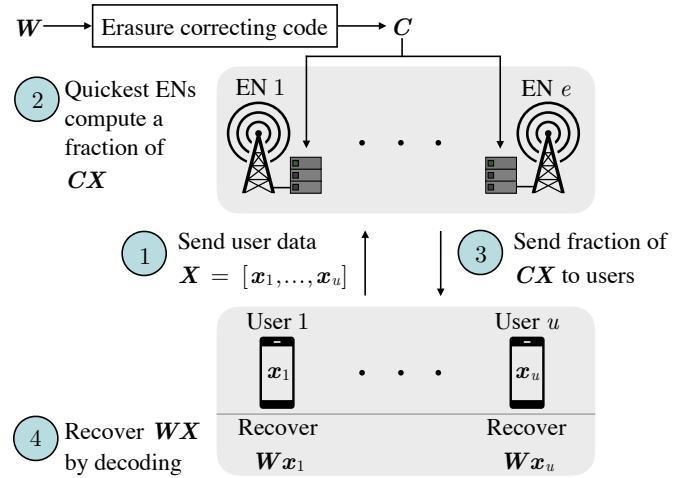 W Erasure correcting code C
2 Quickest ENs
compute a
fraction of
CX
EN 1 . . . EN e
1 Send user data
X = [x₁,...,xᵤ]
3 Send fraction of
CX to users
User 1 User u
x₁ . . . xᵤ
4 Recover WX
by decoding
Recover Recover
Wx₁ Wxᵤ